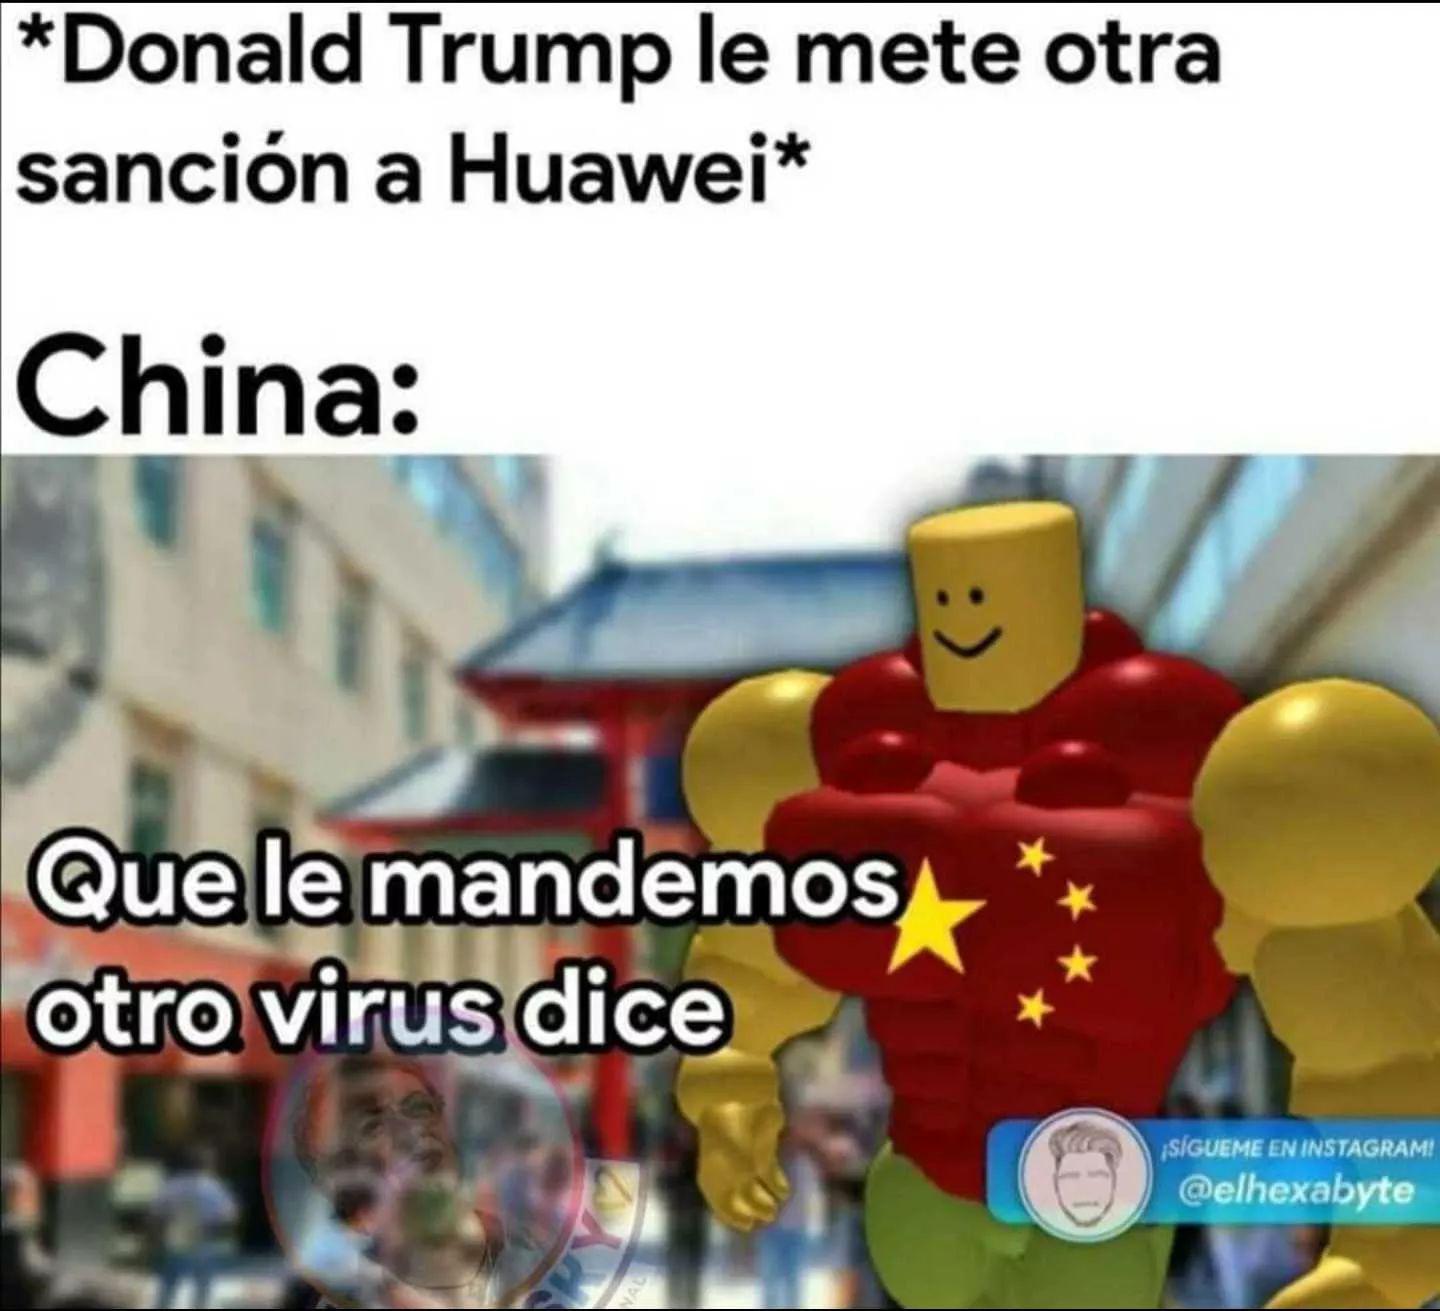 *Donald Trump le mete otra
sanción a Huawei*
China:
Que le mandemos
otro virus dice
¡SÍGUEME EN INSTAGRAM!
@elhexabyte